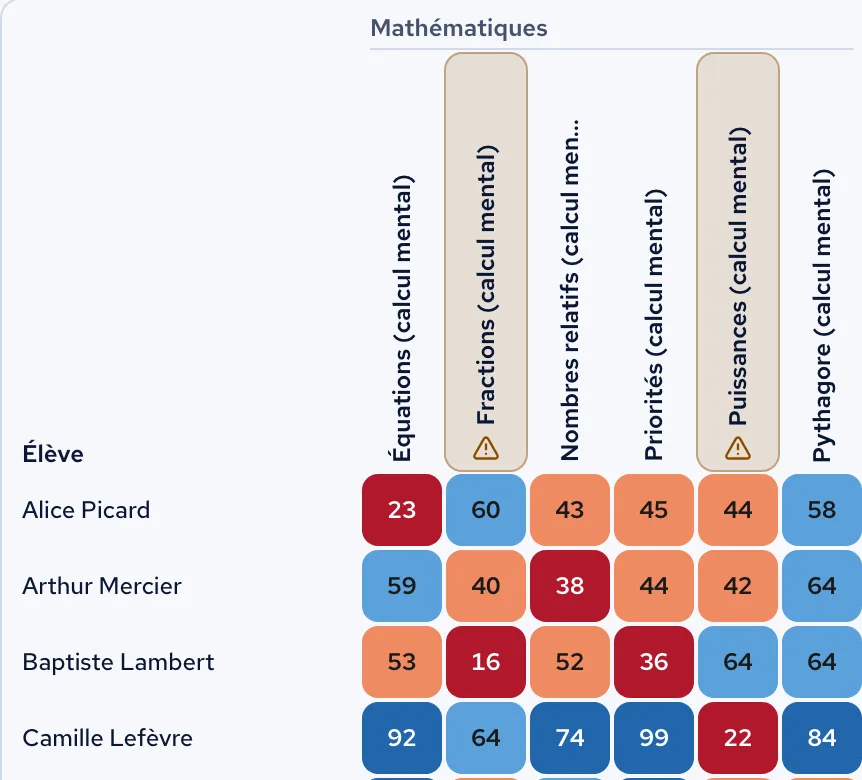 Mathématiques
Élève
Équations (calcul mental)
Fractions (calcul mental)
Nombres relatifs (calcul men...
Priorités (calcul mental)
Puissances (calcul mental)
Pythagore (calcul mental)
Alice Picard 23 60 43 45 44 58
Arthur Mercier 59 40 38 44 42 64
Baptiste Lambert 53 16 52 36 64 64
Camille Lefèvre 92 64 74 99 22 84